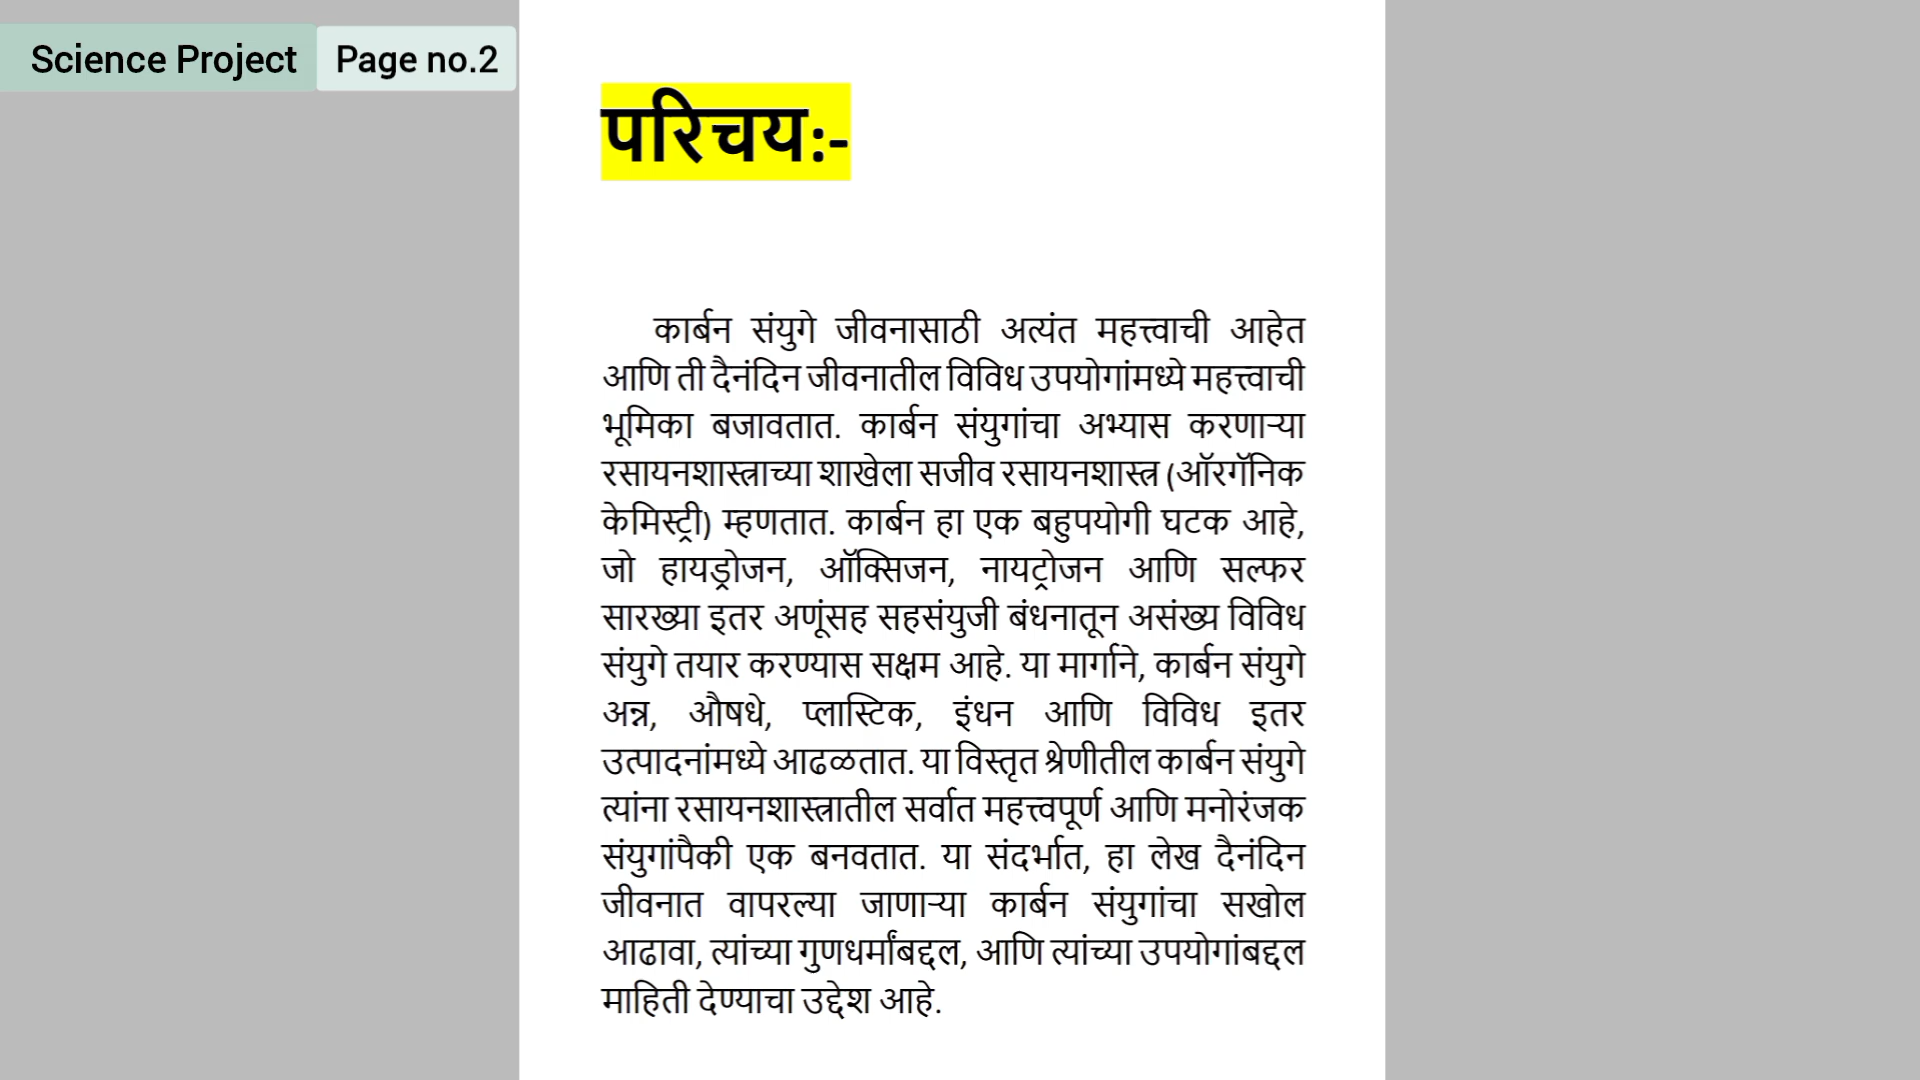 Science Project Page no.2
परिचय:-
कार्बन संयुगे जीवनासाठी अत्यंत महत्त्वाची आहेत
आणि ती दैनंदिन जीवनातील विविध उपयोगांमध्ये महत्त्वाची
भूमिका बजावतात. कार्बन संयुगांचा अभ्यास करणाऱ्या
रसायनशास्त्राच्या शाखेला सजीव रसायनशास्त्र (ऑरगॅनिक
केमिस्ट्री) म्हणतात. कार्बन हा एक बहुपयोगी घटक आहे,
जो हायड्रोजन, ऑक्सिजन, नायट्रोजन आणि सल्फर
सारख्या इतर अणूंसह सहसंयुजी बंधनातून असंख्य विविध
संयुगे तयार करण्यास सक्षम आहे. या मार्गाने, कार्बन संयुगे
अन्न, औषधे, प्लास्टिक, इंधन आणि विविध इतर
उत्पादनांमध्ये आढळतात. या विस्तृत श्रेणीतील कार्बन संयुगे
त्यांना रसायनशास्त्रातील सर्वात महत्त्वपूर्ण आणि मनोरंजक
संयुगांपैकी एक बनवतात. या संदर्भात, हा लेख दैनंदिन
जीवनात वापरल्या जाणाऱ्या कार्बन संयुगांचा सखोल
आढावा, त्यांच्या गुणधर्मांबद्दल, आणि त्यांच्या उपयोगांबद्दल
माहिती देण्याचा उद्देश आहे.